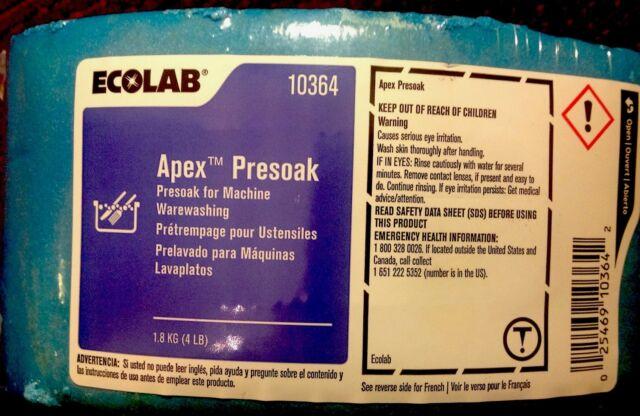 ECOLAB®
10364
Apex™ Presoak
Presoak for Machine
Warewashing
Prétrempage pour Ustensiles
Prelavado para Máquinas
Lavaplatos
1.8 KG (4 LB)
ADVERTENCIA: Si usted no puede leer inglés, pida ayuda y pregunte sobre el contenido y
las instrucciones de uso antes de emplear este producto.
Apex Presoak
KEEP OUT OF REACH OF CHILDREN
Warning
Causes serious eye irritation.
Wash skin thoroughly after handling.
IF IN EYES: Rinse cautiously with water for several
minutes. Remove contact lenses, if present and easy to
do. Continue rinsing. If eye irritation persists: Get medical
advice/attention.
READ SAFETY DATA SHEET (SDS) BEFORE USING
THIS PRODUCT
EMERGENCY HEALTH INFORMATION:
1 800 328 0026. If located outside the United States and
Canada, call collect
1 651 222 5352 (number is in the US).
Ecolab
T
See reverse side for French | Voir le verso pour le Français
Open | Ouvert | Abierto
0 25469 10364 2